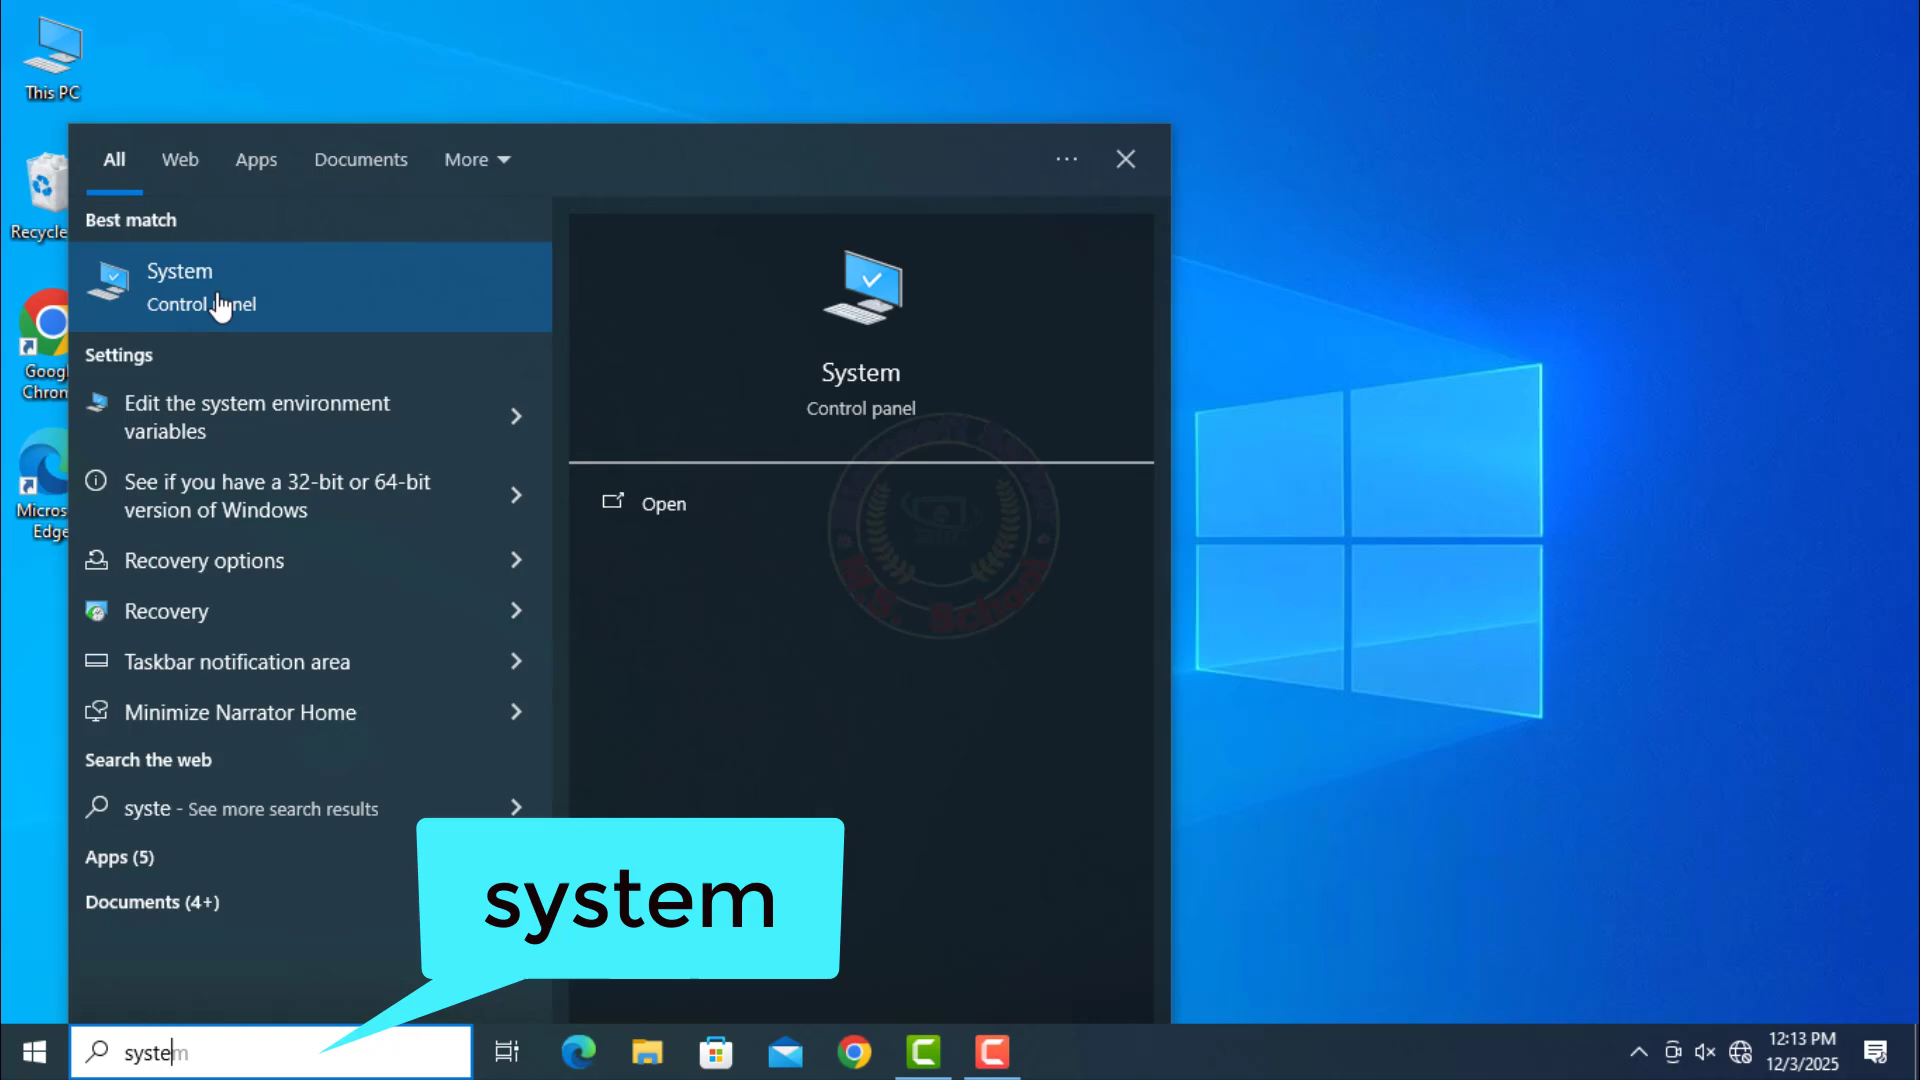 This PC
Recycle
Googl
Chrom
Micros
Edge
All
Web
Apps
Documents
More
Best match
System
Control panel
Settings
Edit the system environment
variables
See if you have a 32-bit or 64-bit
version of Windows
Recovery options
Recovery
Taskbar notification area
Minimize Narrator Home
Search the web
syste - See more search results
Apps (5)
Documents (4+)
System
Control panel
Open
M.S. School
system
system
12:13 PM
12/3/2025